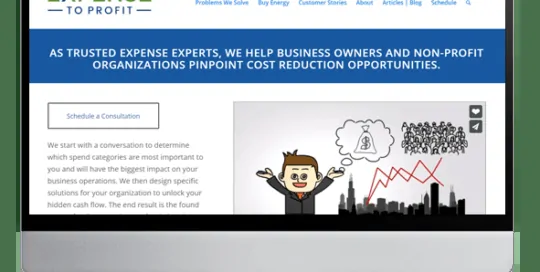 EXPENSE
TO PROFIT
Problems We Solve Buy Energy Customer Stories About Articles | Blog Schedule
AS TRUSTED EXPENSE EXPERTS, WE HELP BUSINESS OWNERS AND NON-PROFIT
ORGANIZATIONS PINPOINT COST REDUCTION OPPORTUNITIES.
Schedule a Consultation
We start with a conversation to determine
which spend categories are most important to
you and will have the biggest impact on your
business operations. We then design specific
solutions for your organization to unlock your
hidden cash flow. The end result is the found
$